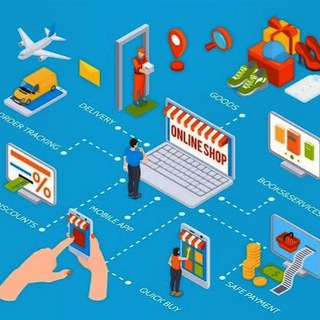 GOODS
DELIVERY
ORDER TRACKING
ONLINE SHOP
%
BOOKS&SERVICES
DISCOUNTS
MOBILE APP
QUICK BUY
SAFE PAYMENT